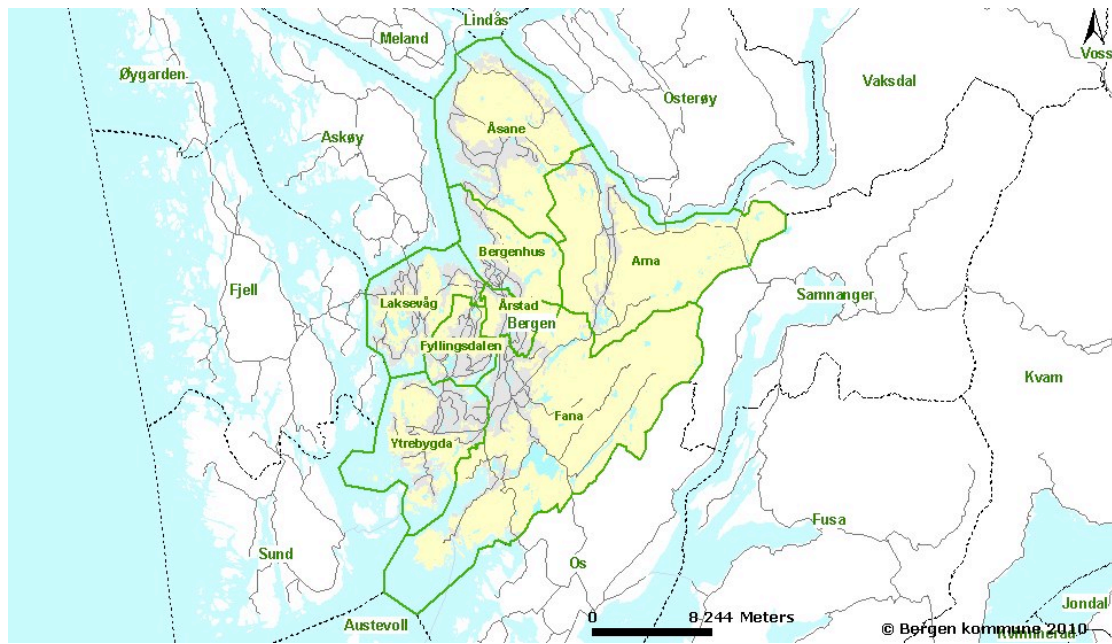 Lindås
Meland
Voss
Øygarden
Vaksdal
Osterøy
Åsane
Askøy
Bergenhus
Arna
Fjell
Samnanger
Laksevåg
Årstad
Bergen
Fyllingsdalen
Kvam
Fana
Ytrebygda
Fusa
Sund
Os
Jondal
0 8 244 Meters
Austevoll
© Bergen kommune 2010